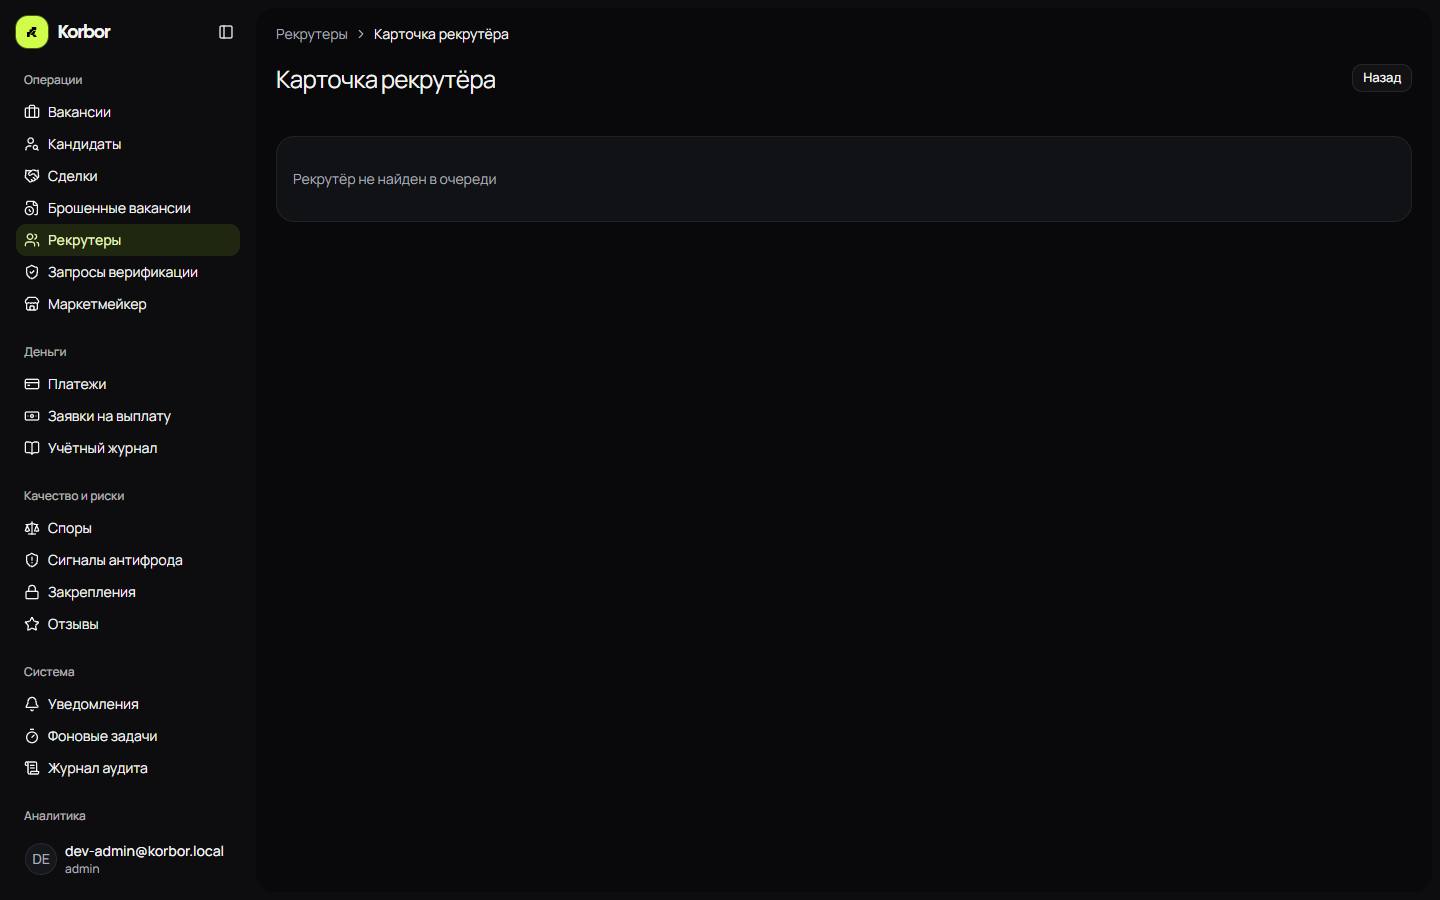 Korbor
Операции
Вакансии
Кандидаты
Сделки
Брошенные вакансии
Рекрутеры
Запросы верификации
Маркетмейкер
Деньги
Платежи
Заявки на выплату
Учётный журнал
Качество и риски
Споры
Сигналы антифрода
Закрепления
Отзывы
Система
Уведомления
Фоновые задачи
Журнал аудита
Аналитика
DE
dev-admin@korbor.local
admin
Рекрутеры > Карточка рекрутёра
Карточка рекрутёра
Назад
Рекрутёр не найден в очереди